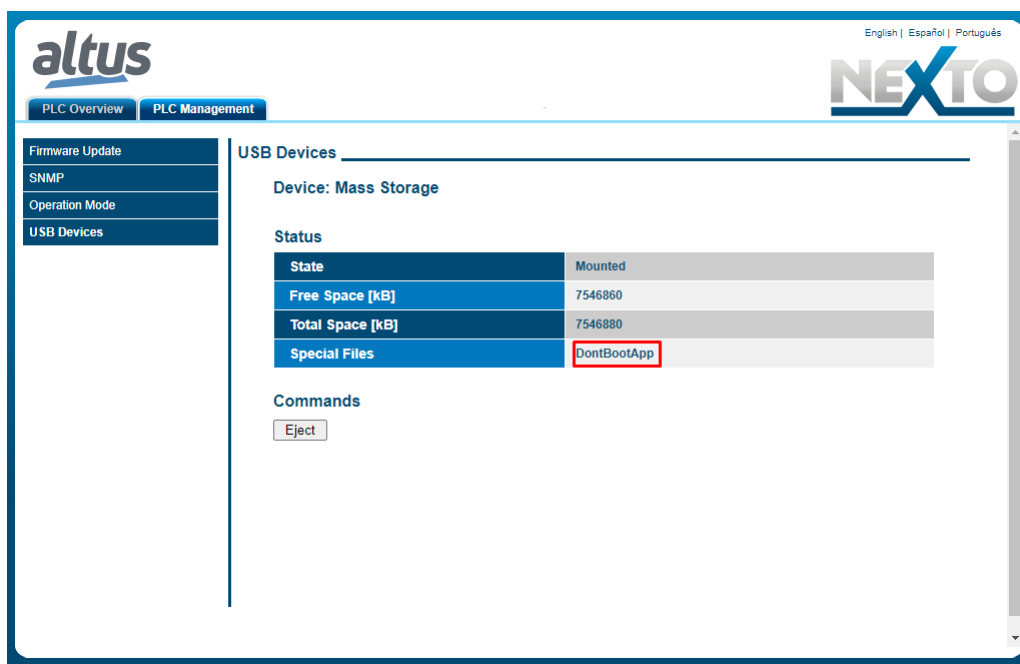 altus
English | Español | Português
NEXTO
PLC Overview PLC Management
Firmware Update
SNMP
Operation Mode
USB Devices
USB Devices
Device: Mass Storage
Status
State Mounted
Free Space [kB] 7546860
Total Space [kB] 7546880
Special Files DontBootApp
Commands
Eject